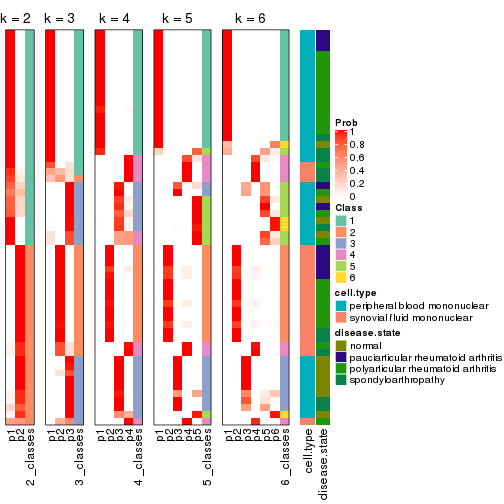 k = 2
k = 3
k = 4
k = 5
k = 6
Prob
1
0.8
0.6
0.4
0.2
0
Class
1
2
3
4
5
6
cell.type
peripheral blood mononuclear
synovial fluid mononuclear
disease.state
normal
pauciarticular rheumatoid arthritis
polyarticular rheumatoid arthritis
spondyloarthropathy
p1
p2
2_classes
p1
p2
p3
3_classes
p1
p2
p3
p4
4_classes
p1
p2
p3
p4
p5
5_classes
p1
p2
p3
p4
p5
p6
6_classes
cell.type
disease.state